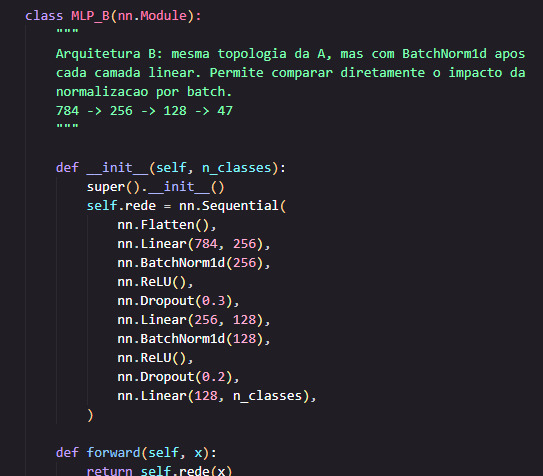 class MLP_B(nn.Module):
    """
    Arquitetura B: mesma topologia da A, mas com BatchNorm1d apos
    cada camada linear. Permite comparar diretamente o impacto da
    normalizacao por batch.
    784 -> 256 -> 128 -> 47
    """
    def __init__(self, n_classes):
        super().__init__()
        self.rede = nn.Sequential(
            nn.Flatten(),
            nn.Linear(784, 256),
            nn.BatchNorm1d(256),
            nn.ReLU(),
            nn.Dropout(0.3),
            nn.Linear(256, 128),
            nn.BatchNorm1d(128),
            nn.ReLU(),
            nn.Dropout(0.2),
            nn.Linear(128, n_classes),
        )
    def forward(self, x):
        return self.rede(x)